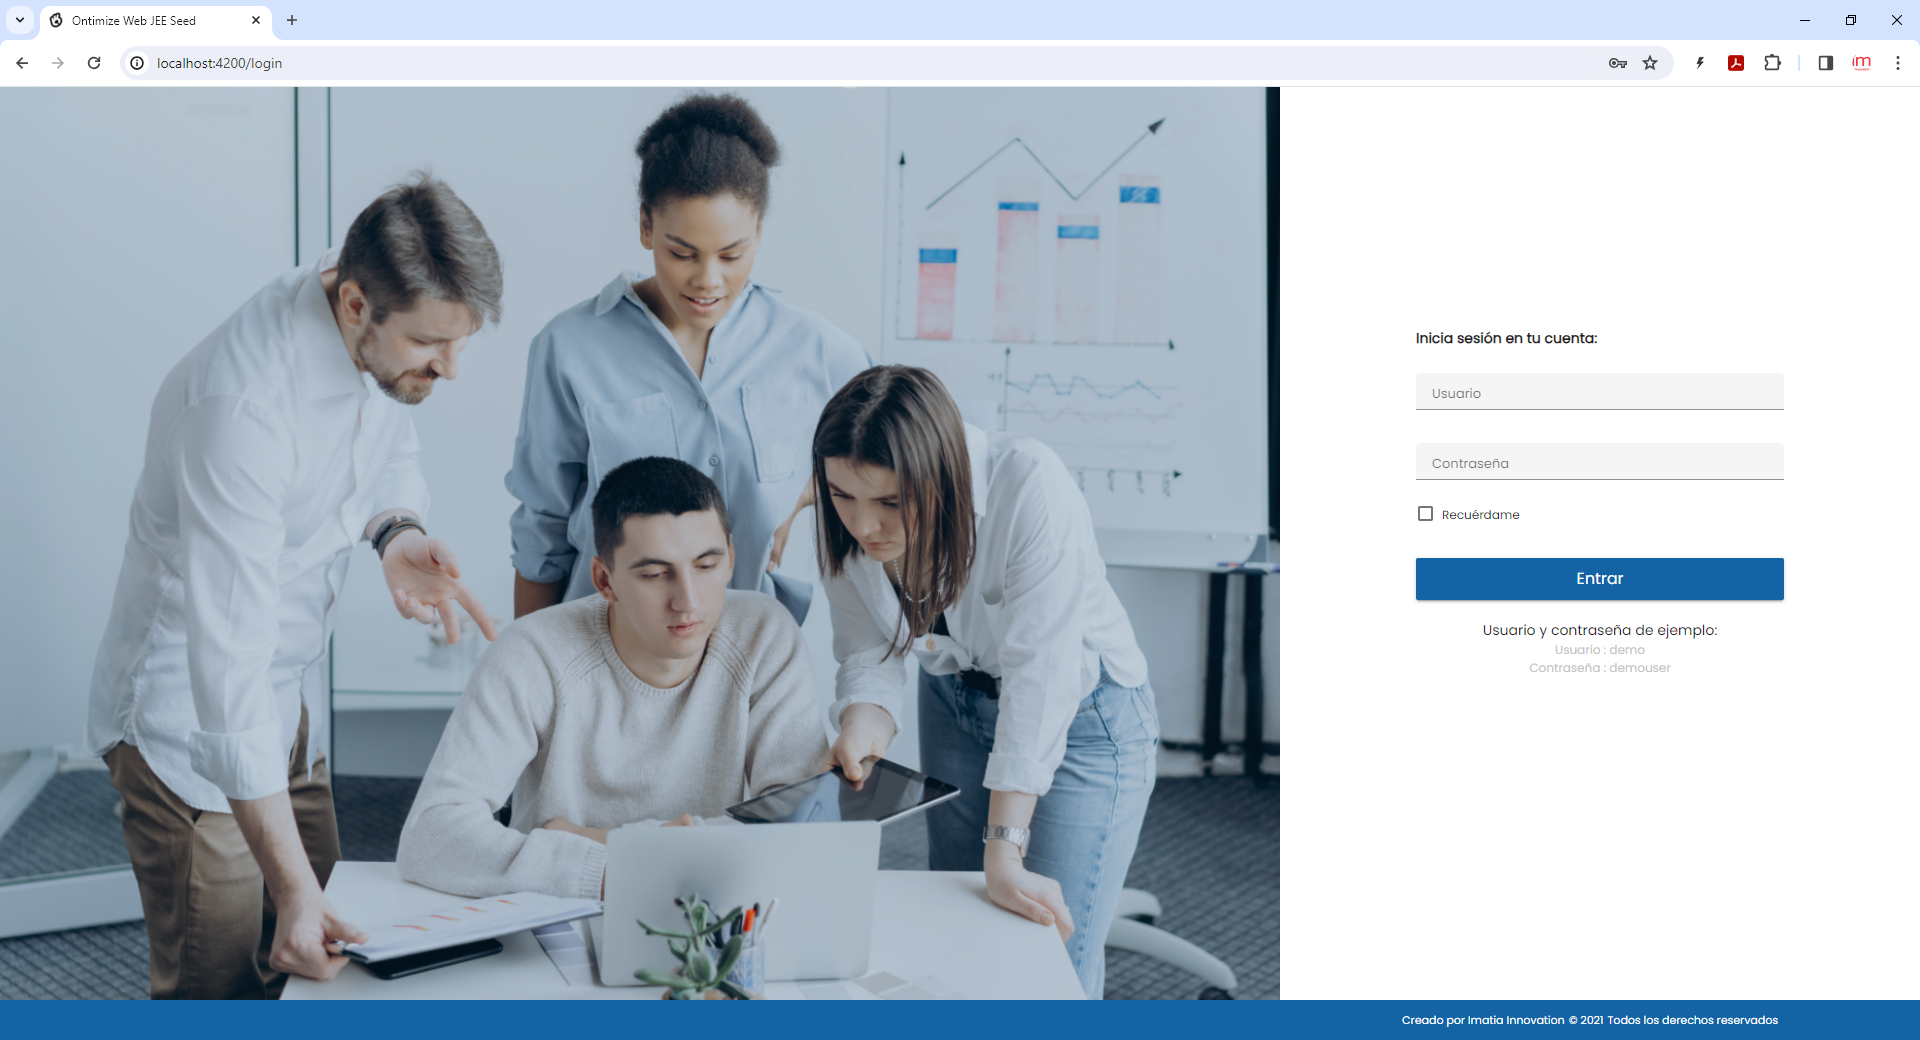 Ontimize Web JEE Seed
localhost:4200/login
Inicia sesión en tu cuenta:
Usuario
Contraseña
Recuérdame
Entrar
Usuario y contraseña de ejemplo:
Usuario : demo
Contraseña : demouser
Creado por Imatia Innovation © 2021 Todos los derechos reservados